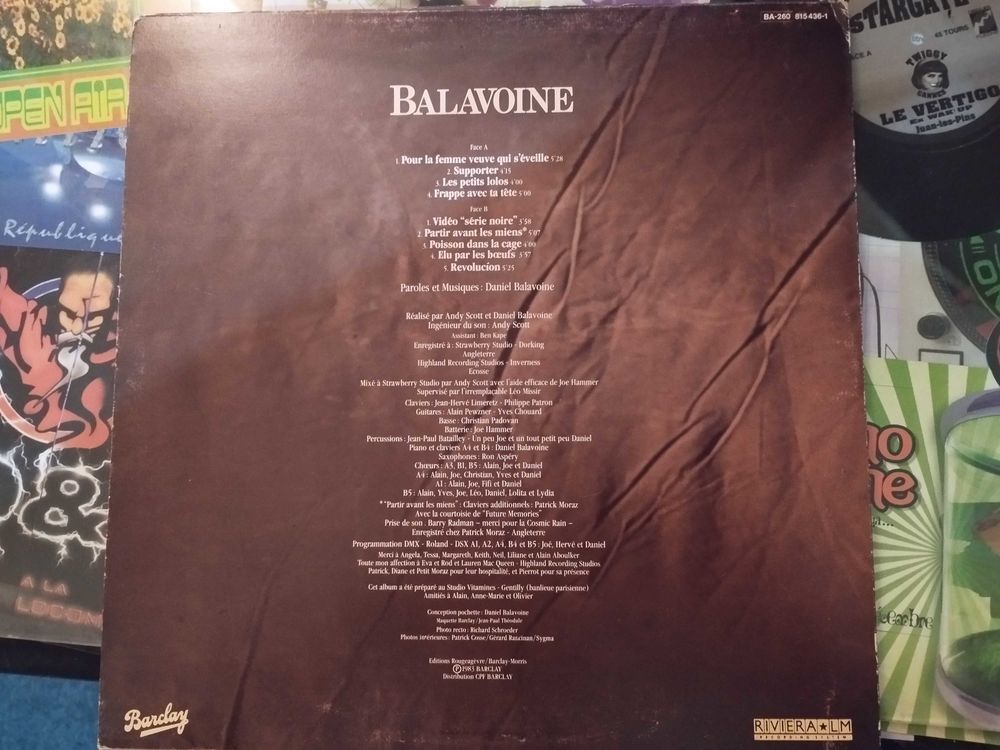 BA-260 815436-1
BALAVOINE
Face A
1. Pour la femme veuve qui s'éveille 5'28
2. Supporter 4'15
3. Les petits lolos 4'00
4. Frappe avec ta tête 5'00
Face B
1. Vidéo "série noire" 3'58
2. Partir avant les miens* 5'07
3. Poisson dans la cage 4'00
4. Elu par les bœufs 3'57
5. Revolucíon 5'25
Paroles et Musiques : Daniel Balavoine
Réalisé par Andy Scott et Daniel Balavoine
Ingénieur du son : Andy Scott
Assistant : Ben Kape
Enregistré à : Strawberry Studio - Dorking
Angleterre
Highland Recording Studios - Inverness
Ecosse
Mixé à Strawberry Studio par Andy Scott avec l'aide efficace de Joe Hammer
Supervisé par l'irremplaçable Léo Missir
Claviers : Jean-Hervé Limeretz - Philippe Patron
Guitares : Alain Pewzner - Yves Chouard
Basse : Christian Padovan
Batterie : Joe Hammer
Percussions : Jean-Paul Batailley - Un peu Joe et un tout petit peu Daniel
Piano et claviers A4 et B4 : Daniel Balavoine
Saxophones : Ron Aspéry
Chœurs : A3, B1, B5 : Alain, Joe et Daniel
A4 : Alain, Joe, Christian, Yves et Daniel
A1 : Alain, Joe, Fifi et Daniel
B5 : Alain, Yves, Joe, Léo, Daniel, Lolita et Lydia
*"Partir avant les miens" : Claviers additionnels : Patrick Moraz
Avec la courtoisie de "Future Memories"
Prise de son : Barry Radman – merci pour la Cosmic Rain –
Enregistré chez Patrick Moraz - Angleterre
Programmation DMX - Roland - DSX A1, A2, A4, B4 et B5 : Joé, Hervé et Daniel
Merci à Angela, Tessa, Margareth, Keith, Neil, Liliane et Alain Aboulker
Toute mon affection à Eva et Rod et Lauren Mac Queen - Highland Recording Studios
Patrick, Diane et Petit Moraz pour leur hospitalité, et Pierrot pour sa présence
Cet album a été préparé au Studio Vitamines - Gentilly (banlieue parisienne)
Amitiés à Alain, Anne-Marie et Olivier
Conception pochette : Daniel Balavoine
Maquette Barclay / Jean-Paul Théodule
Photo recto : Richard Schroeder
Photos intérieures : Patrick Cosse / Gérard Rancinan / Sygma
Editions Rougeagèvre / Barclay-Morris
Ⓟ 1983 BARCLAY
Distribution CPF BARCLAY
Barclay
RIVIERA★LM
RECORDING SYSTEM
OPEN AIR
République
&
A LA
LOCOM
STARGATE
45 TOURS
FACE A
TWIGGY
CANNES
LE VERTIGO
Ex WAK UP
Juan-les-Pins
ON